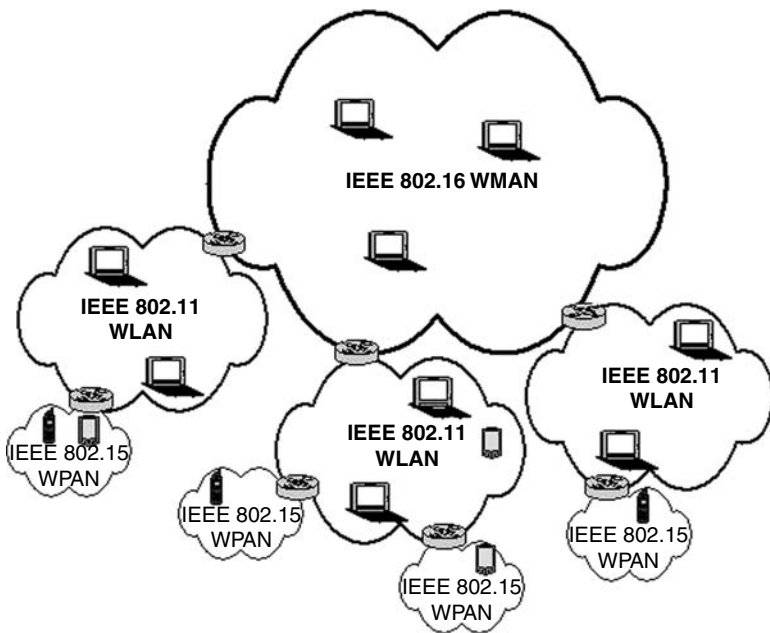 IEEE 802.16 WMAN
IEEE 802.11
WLAN
IEEE 802.11
WLAN
IEEE 802.11
WLAN
IEEE 802.15
WPAN
IEEE 802.15
WPAN
IEEE 802.15
WPAN
IEEE 802.15
WPAN